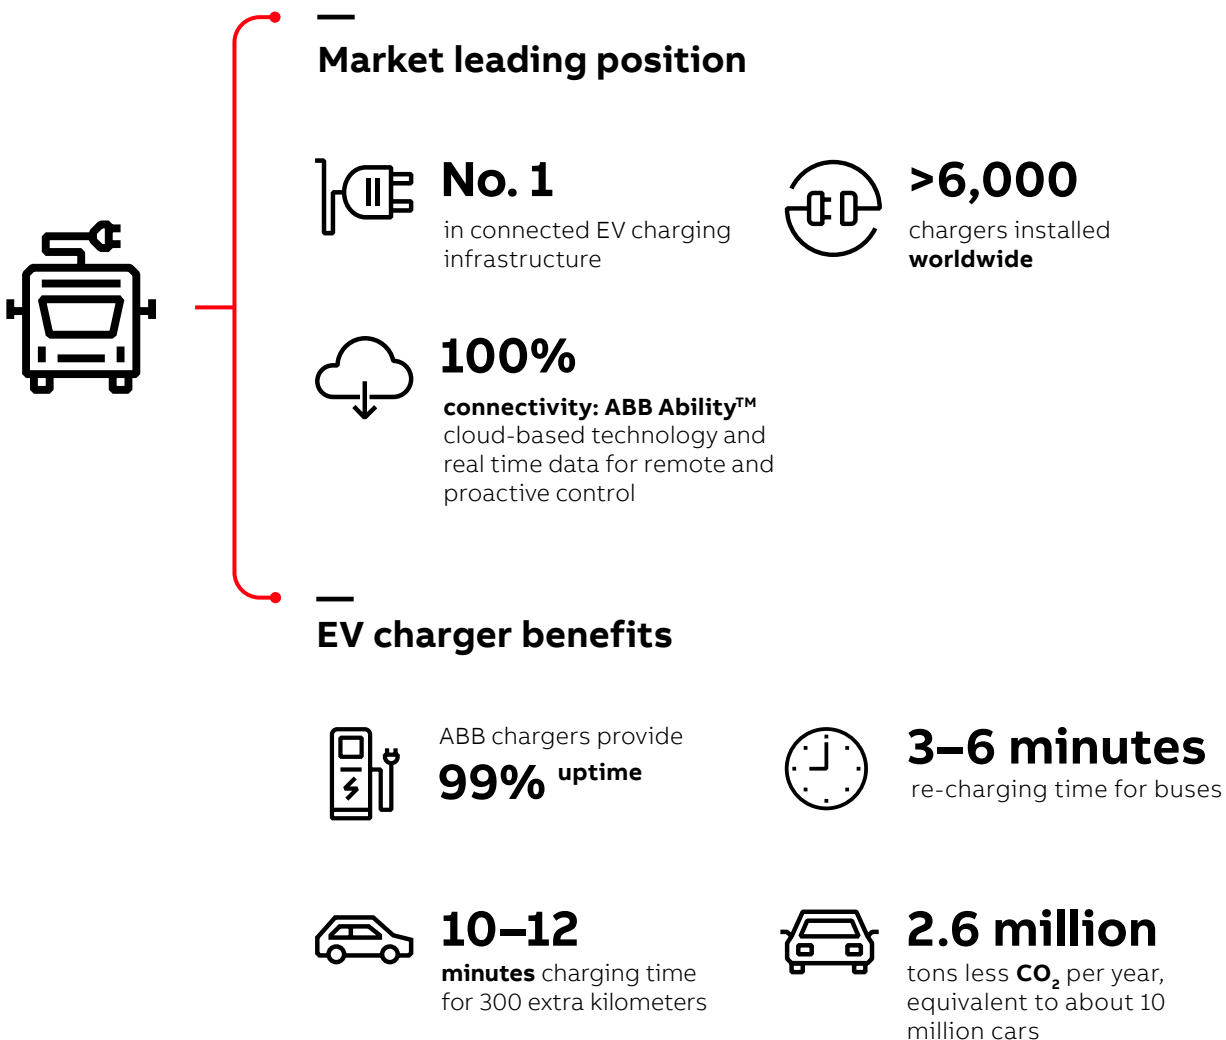 Market leading position
No. 1
in connected EV charging
infrastructure
>6,000
chargers installed
worldwide
100%
connectivity: ABB Ability™
cloud-based technology and
real time data for remote and
proactive control
EV charger benefits
ABB chargers provide
99% uptime
3–6 minutes
re-charging time for buses
10–12
minutes charging time
for 300 extra kilometers
2.6 million
tons less CO₂ per year,
equivalent to about 10
million cars